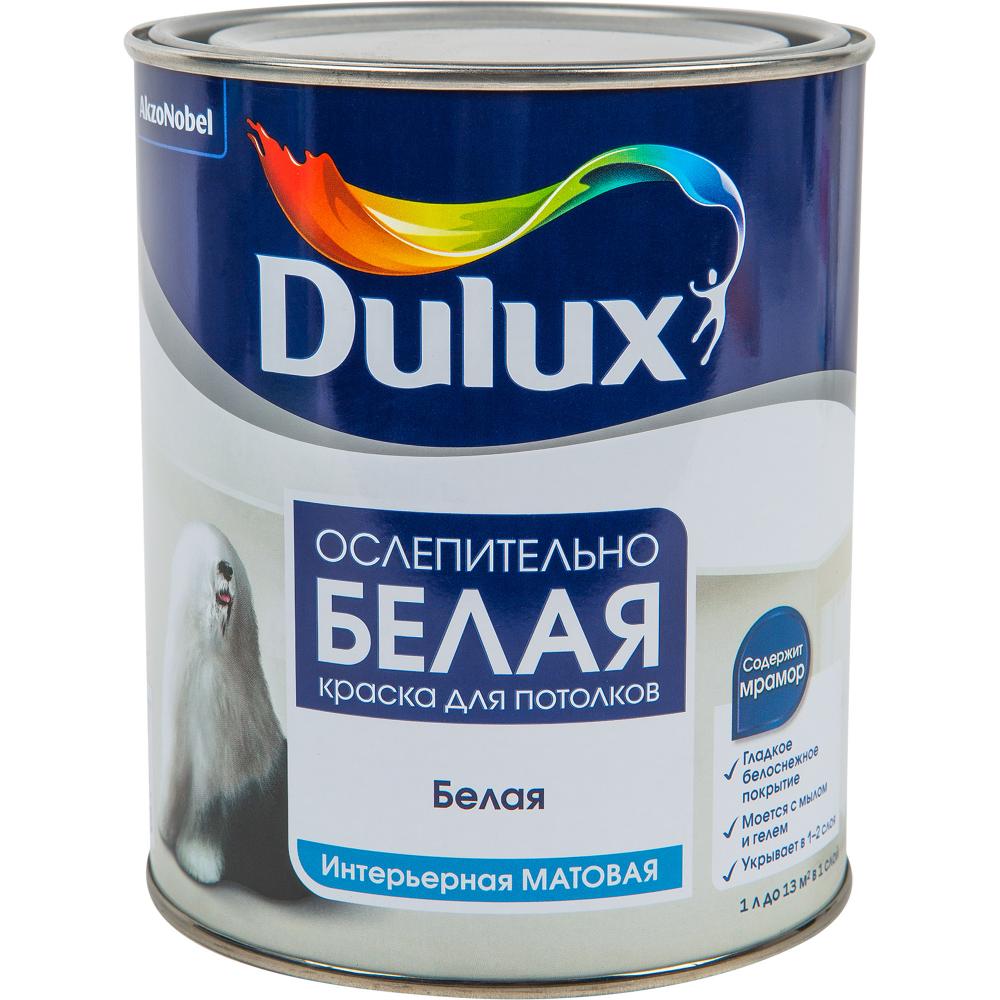 AkzoNobel
Dulux
ОСЛЕПИТЕЛЬНО
БЕЛАЯ
КРАСКА ДЛЯ ПОТОЛКОВ
Белая
Интерьерная МАТОВАЯ
Содержит
мрамор
Гладкое
белоснежное
покрытие
Моется с мылом
и гелем
Укрывает в 1-2 слоя
1 л до 13 м² в 1 слой